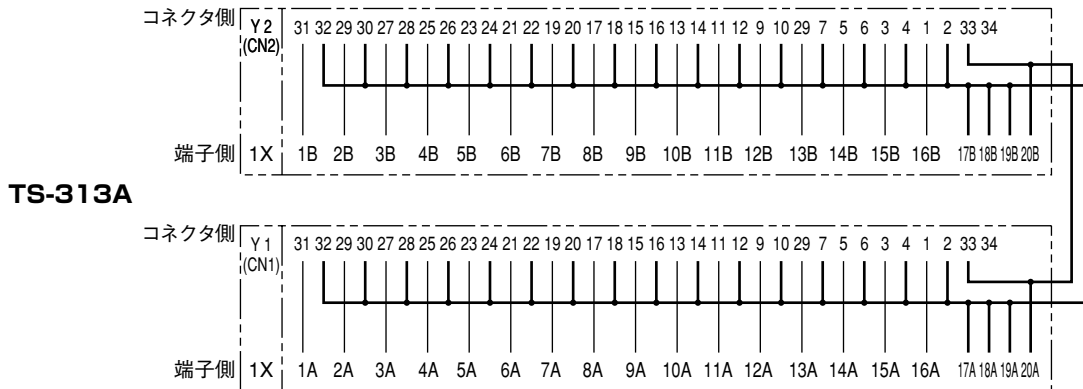 コネクタ側 Y 2 31 32 29 30 27 28 25 26 23 24 21 22 19 20 17 18 15 16 13 14 11 12 9 10 29 7 5 6 3 4 1 2 33 34
(CN2)
端子側 1X 1B 2B 3B 4B 5B 6B 7B 8B 9B 10B 11B 12B 13B 14B 15B 16B 17B 18B 19B 20B
TS-313A
コネクタ側 Y 1 31 32 29 30 27 28 25 26 23 24 21 22 19 20 17 18 15 16 13 14 11 12 9 10 29 7 5 6 3 4 1 2 33 34
(CN1)
端子側 1X 1A 2A 3A 4A 5A 6A 7A 8A 9A 10A 11A 12A 13A 14A 15A 16A 17A 18A 19A 20A